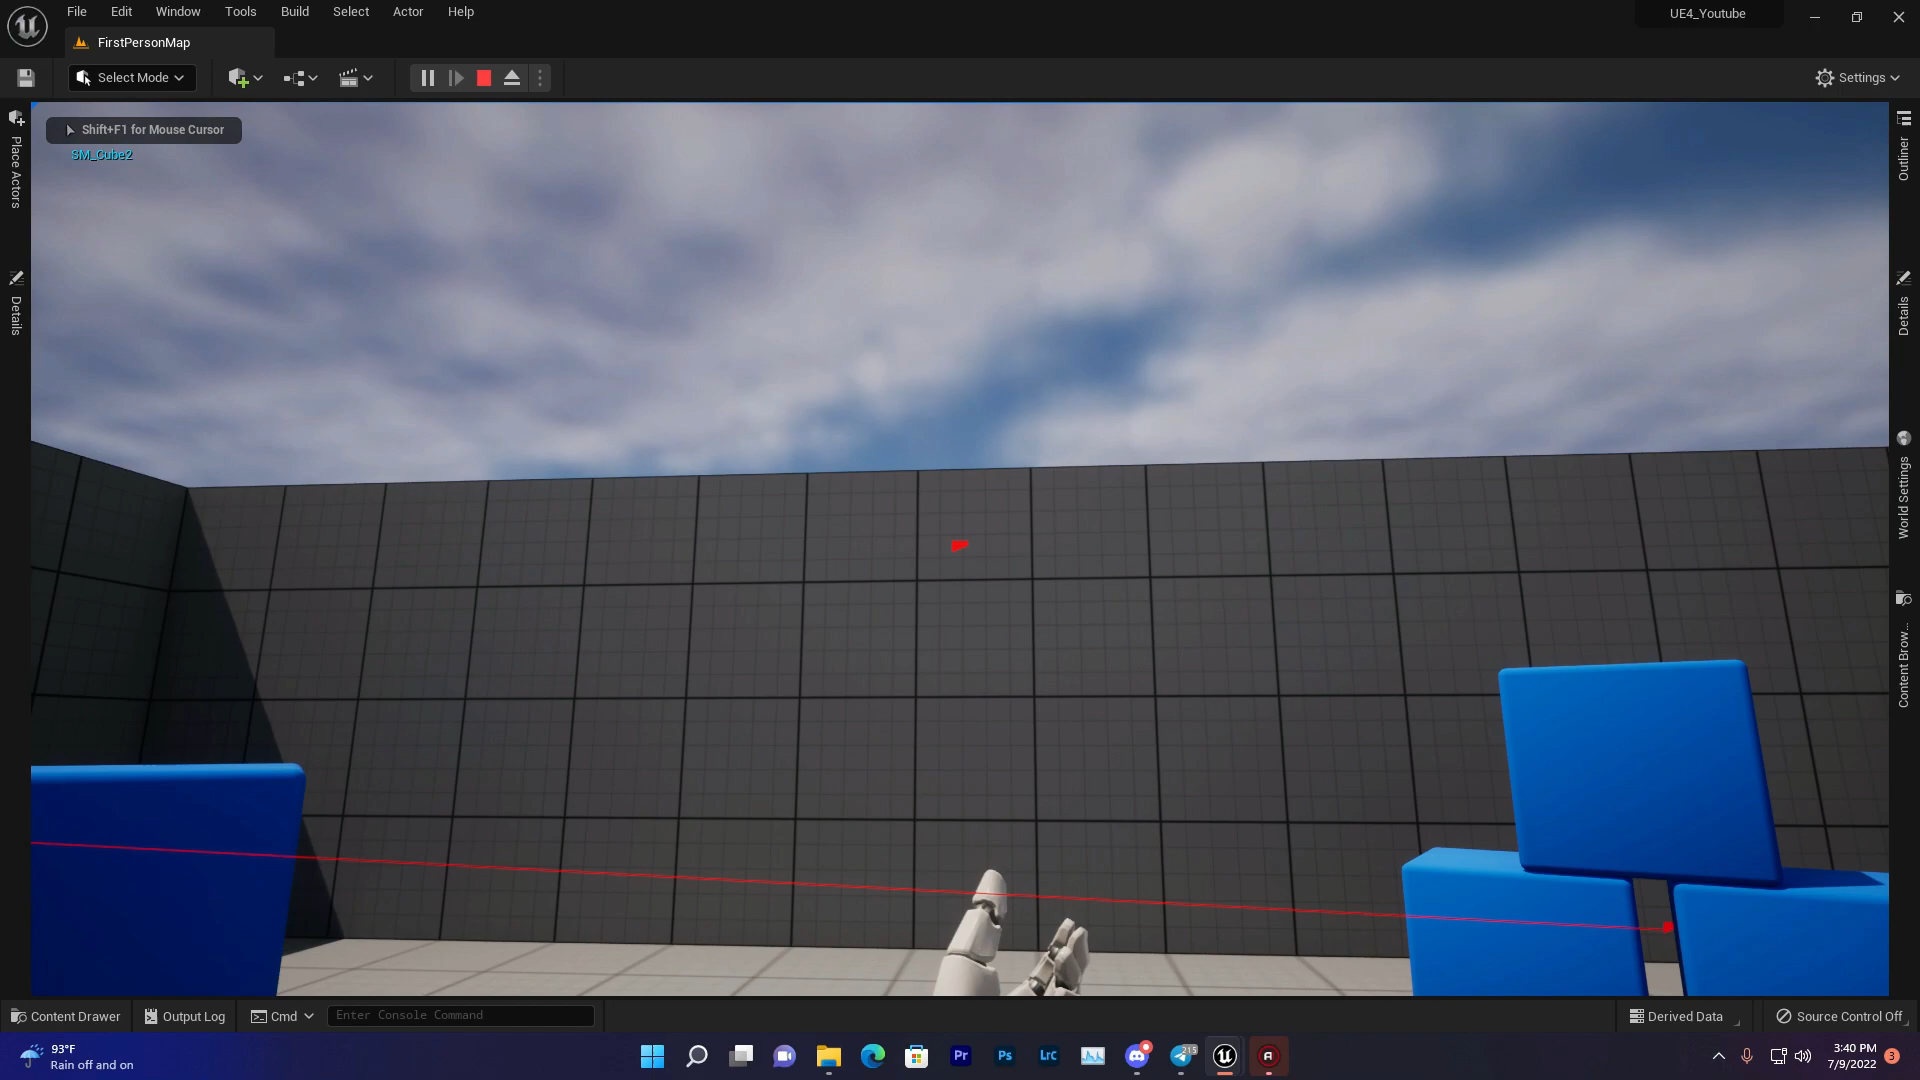 File Edit Window Tools Build Select Actor Help
UE4_Youtube
FirstPersonMap
Select Mode
Settings
Shift+F1 for Mouse Cursor
SM_Cube2
Place Actors
Details
Outliner
Details
World Settings
Content Brow...
Content Drawer
Output Log
Cmd
Enter Console Command
Derived Data
Source Control Off
93°F
Rain off and on
Pr
Ps
LrC
215
3:40 PM
7/9/2022
3